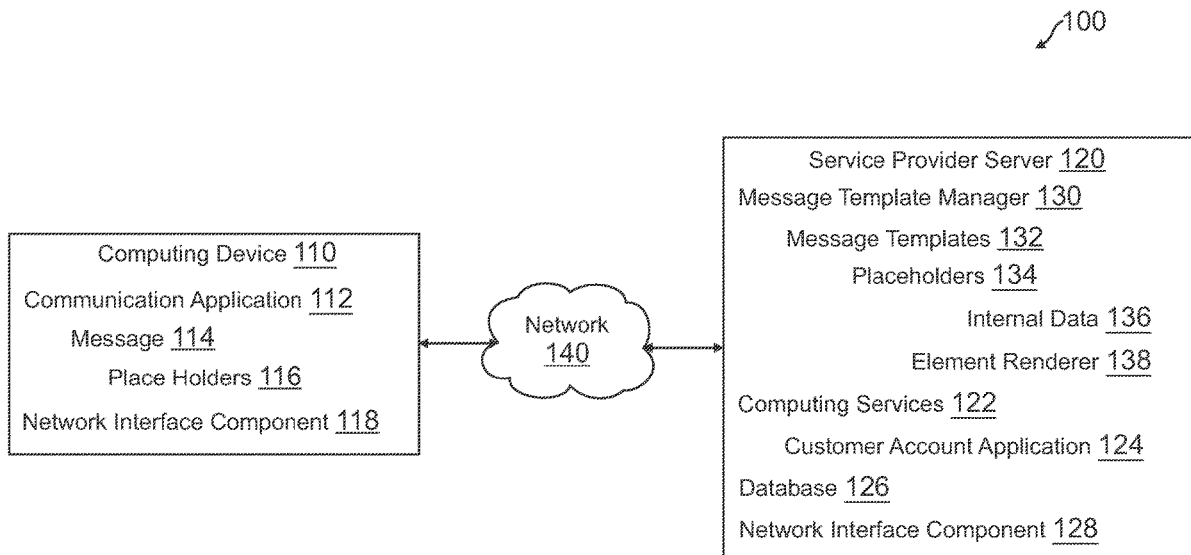 100
Service Provider Server 120
Message Template Manager 130
Message Templates 132
Placeholders 134
Internal Data 136
Element Renderer 138
Computing Services 122
Customer Account Application 124
Database 126
Network Interface Component 128
Computing Device 110
Communication Application 112
Message 114
Place Holders 116
Network Interface Component 118
Network
140